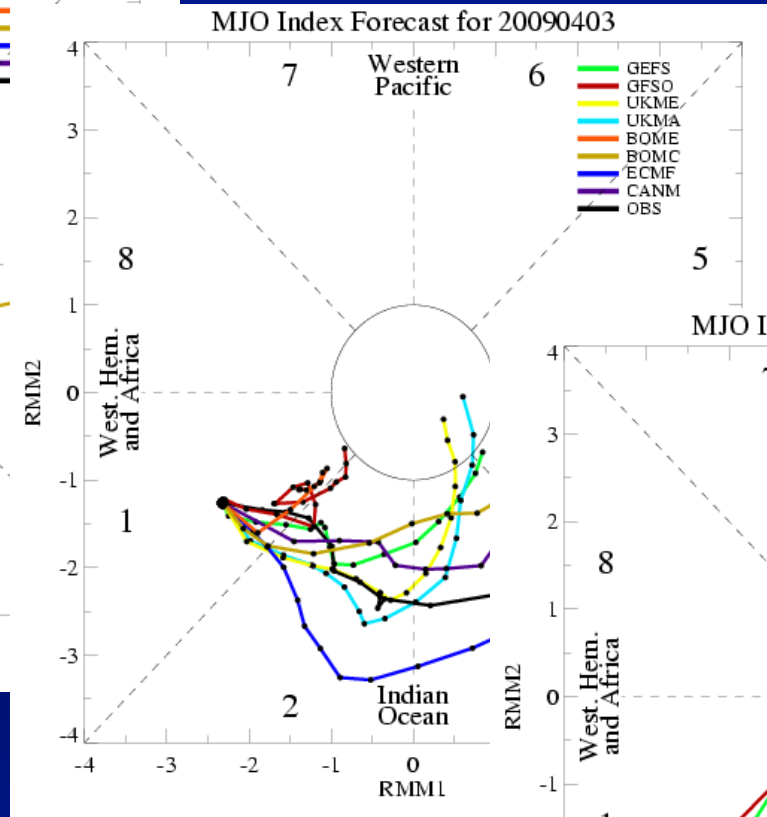 MJO Index Forecast for 20090403
4
7
Western
Pacific
6
GEFS
GFSO
UKME
UKMA
BOME
BOMC
ECMF
CANM
OBS
3
2
8
5
1
RMM2
0
West. Hem.
and Africa
-1
1
-2
-3
2
Indian
Ocean
-4
-4
-3
-2
-1
0
RMM1
MJO I
4
3
2
8
1
RMM2
0
West. Hem.
and Africa
-1